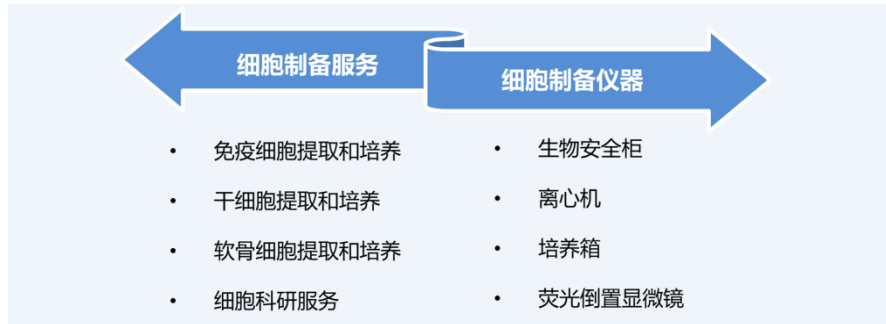 细胞制备服务
细胞制备仪器
• 免疫细胞提取和培养
• 干细胞提取和培养
• 软骨细胞提取和培养
• 细胞科研服务
• 生物安全柜
• 离心机
• 培养箱
• 荧光倒置显微镜